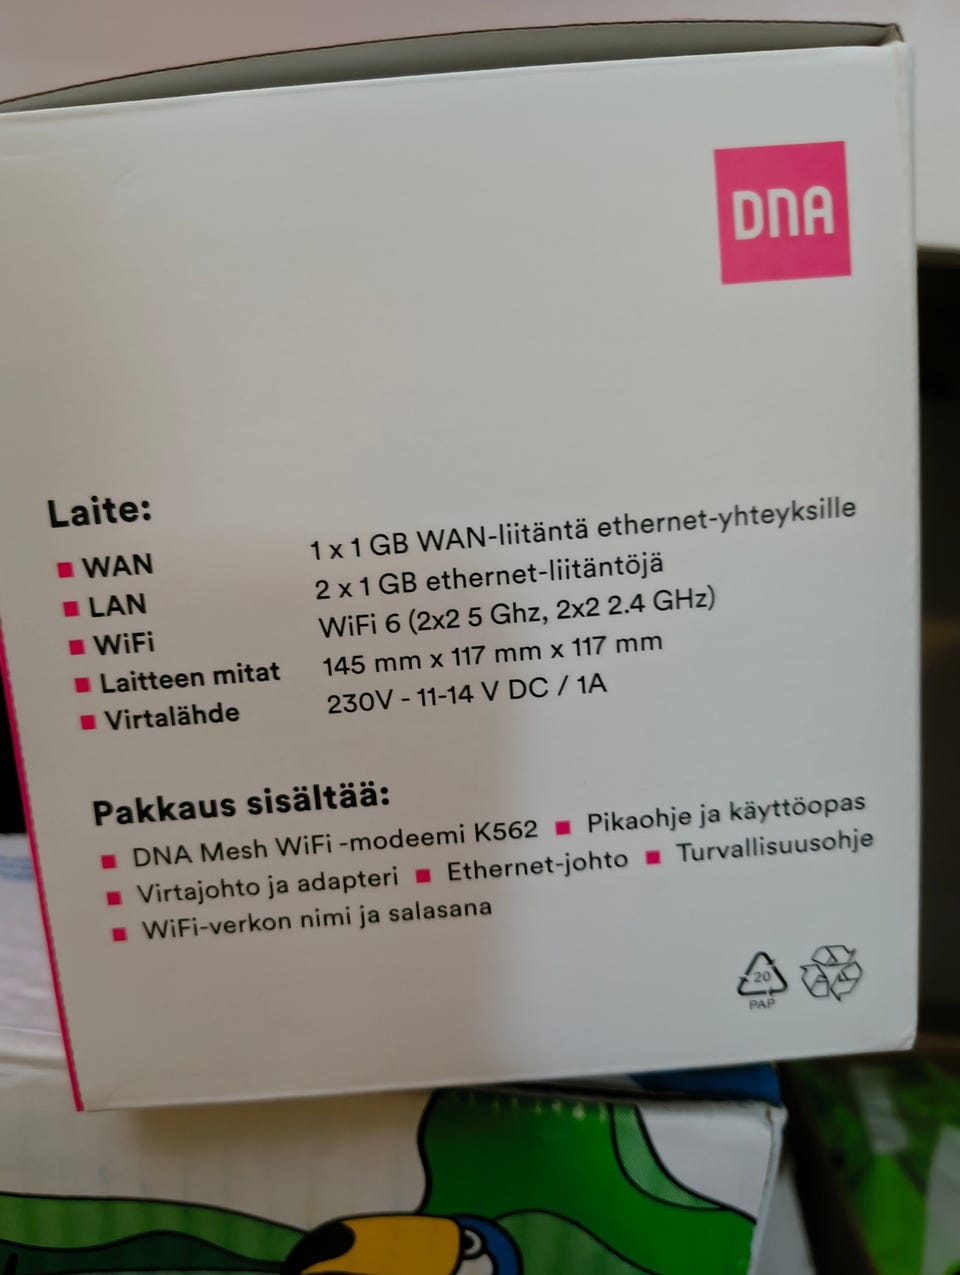 DNA
Laite:
WAN 1 x 1 GB WAN-liitäntä ethernet-yhteyksille
LAN 2 x 1 GB ethernet-liitäntöjä
WiFi WiFi 6 (2x2 5 Ghz, 2x2 2.4 GHz)
Laitteen mitat 145 mm x 117 mm x 117 mm
Virtalähde 230V - 11-14 V DC / 1A
Pakkaus sisältää:
DNA Mesh WiFi -modeemi K562 Pikaohje ja käyttöopas
Virtajohto ja adapteri Ethernet-johto Turvallisuusohje
WiFi-verkon nimi ja salasana
20
PAP